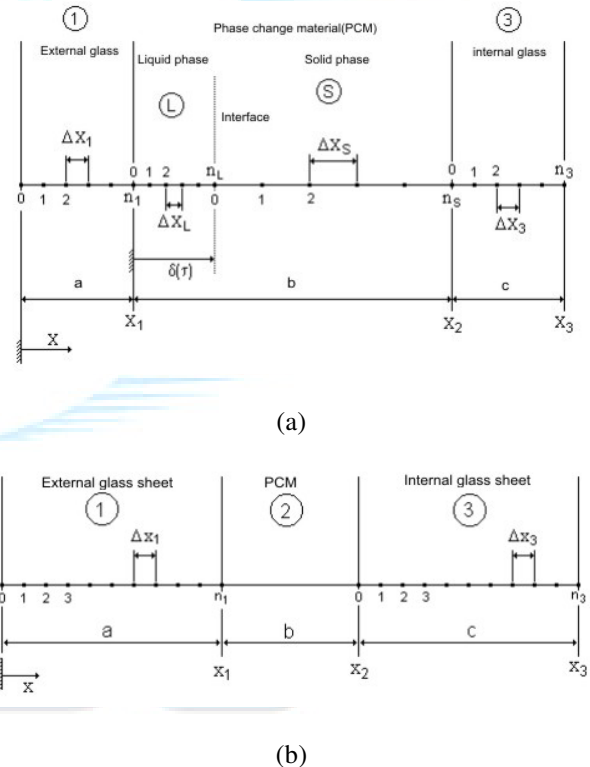 1 3
Phase change material(PCM)
External glass internal glass
Liquid phase Solid phase
L S
Interface
ΔX1 ΔXS
0 1 2 nL 0 1 2 n3
0 1 2 n1 0 1 2 nS
ΔXL ΔX3
δ(τ)
a b c
X1 X2 X3
X
(a)
External glass sheet PCM Internal glass sheet
1 2 3
Δx1 Δx3
0 1 2 3 n1 0 1 2 3 n3
a b c
x1 x2 x3
x
(b)